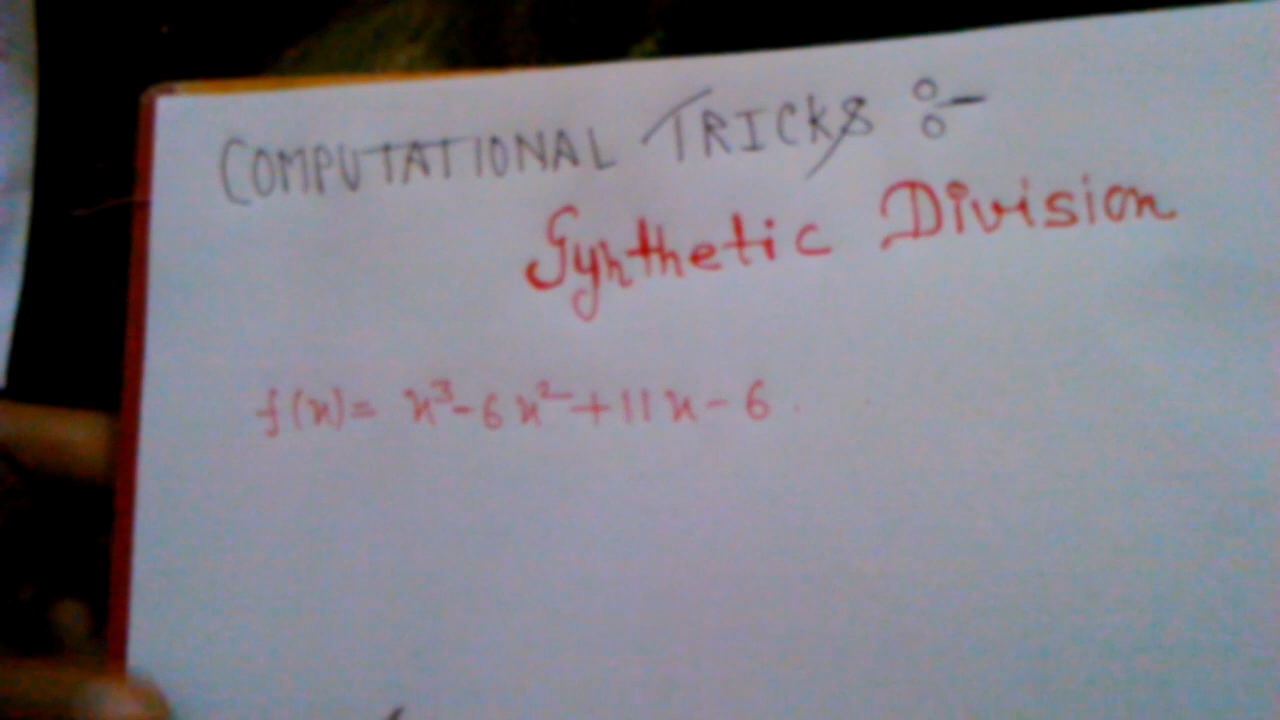 COMPUTATIONAL TRICKS :-
Synthetic Division
f(x)= x³-6x²+11x-6.